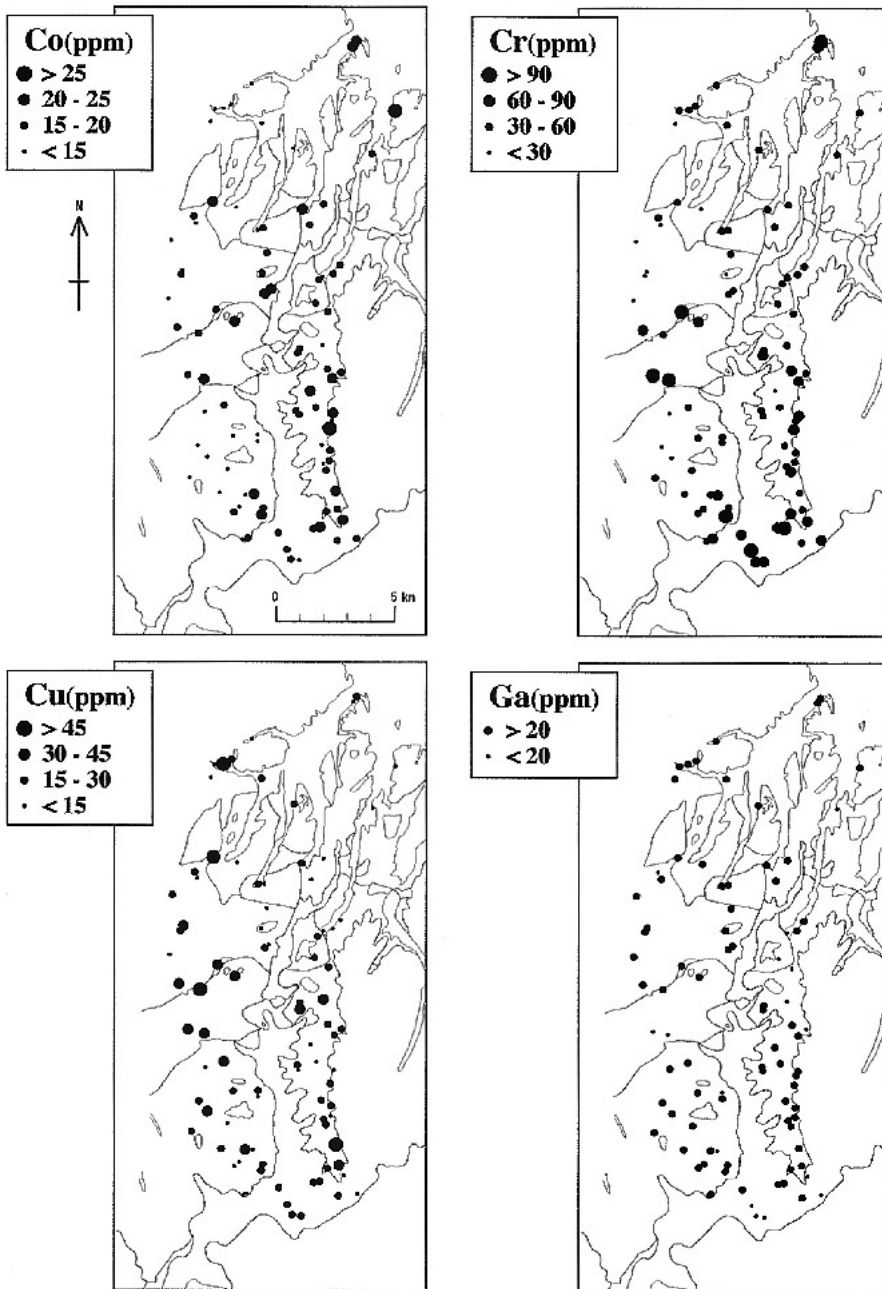 Co(ppm)
> 25
20 - 25
15 - 20
< 15
N
0 5 km
Cr(ppm)
> 90
60 - 90
30 - 60
< 30
Cu(ppm)
> 45
30 - 45
15 - 30
< 15
Ga(ppm)
> 20
< 20